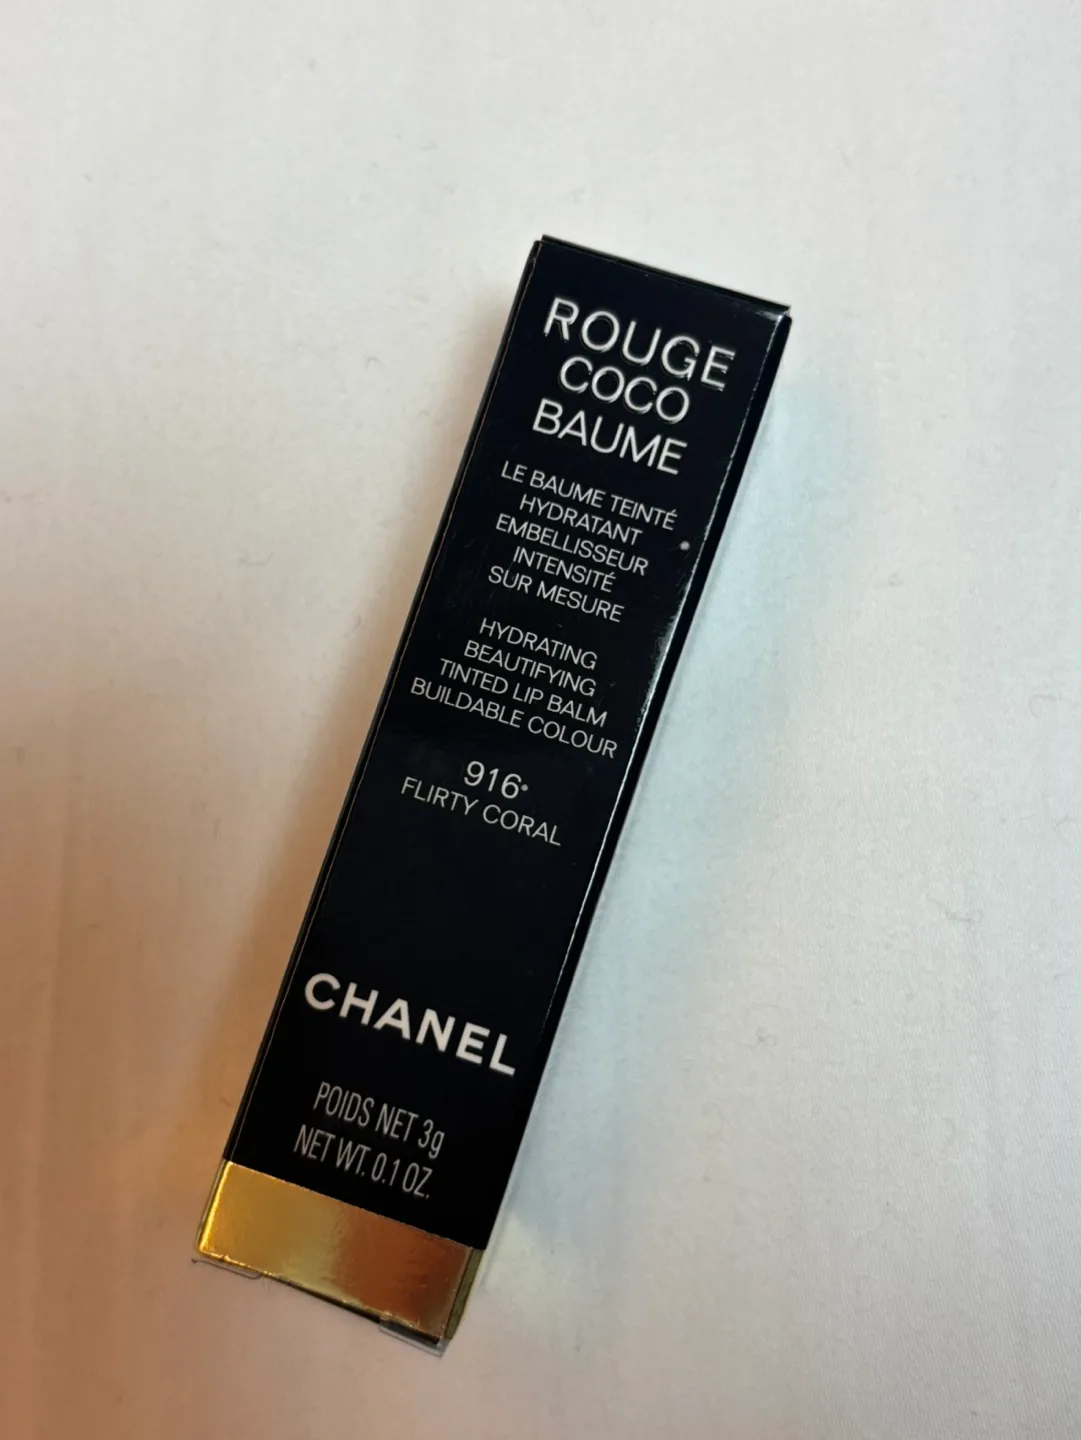 ROUGE
COCO
BAUME
LE BAUME TEINTÉ
HYDRATANT
EMBELLISSEUR
INTENSITÉ
SUR MESURE
HYDRATING
BEAUTIFYING
TINTED LIP BALM
BUILDABLE COLOUR
916•
FLIRTY CORAL
CHANEL
POIDS NET 3g
NET WT. 0.1 OZ.